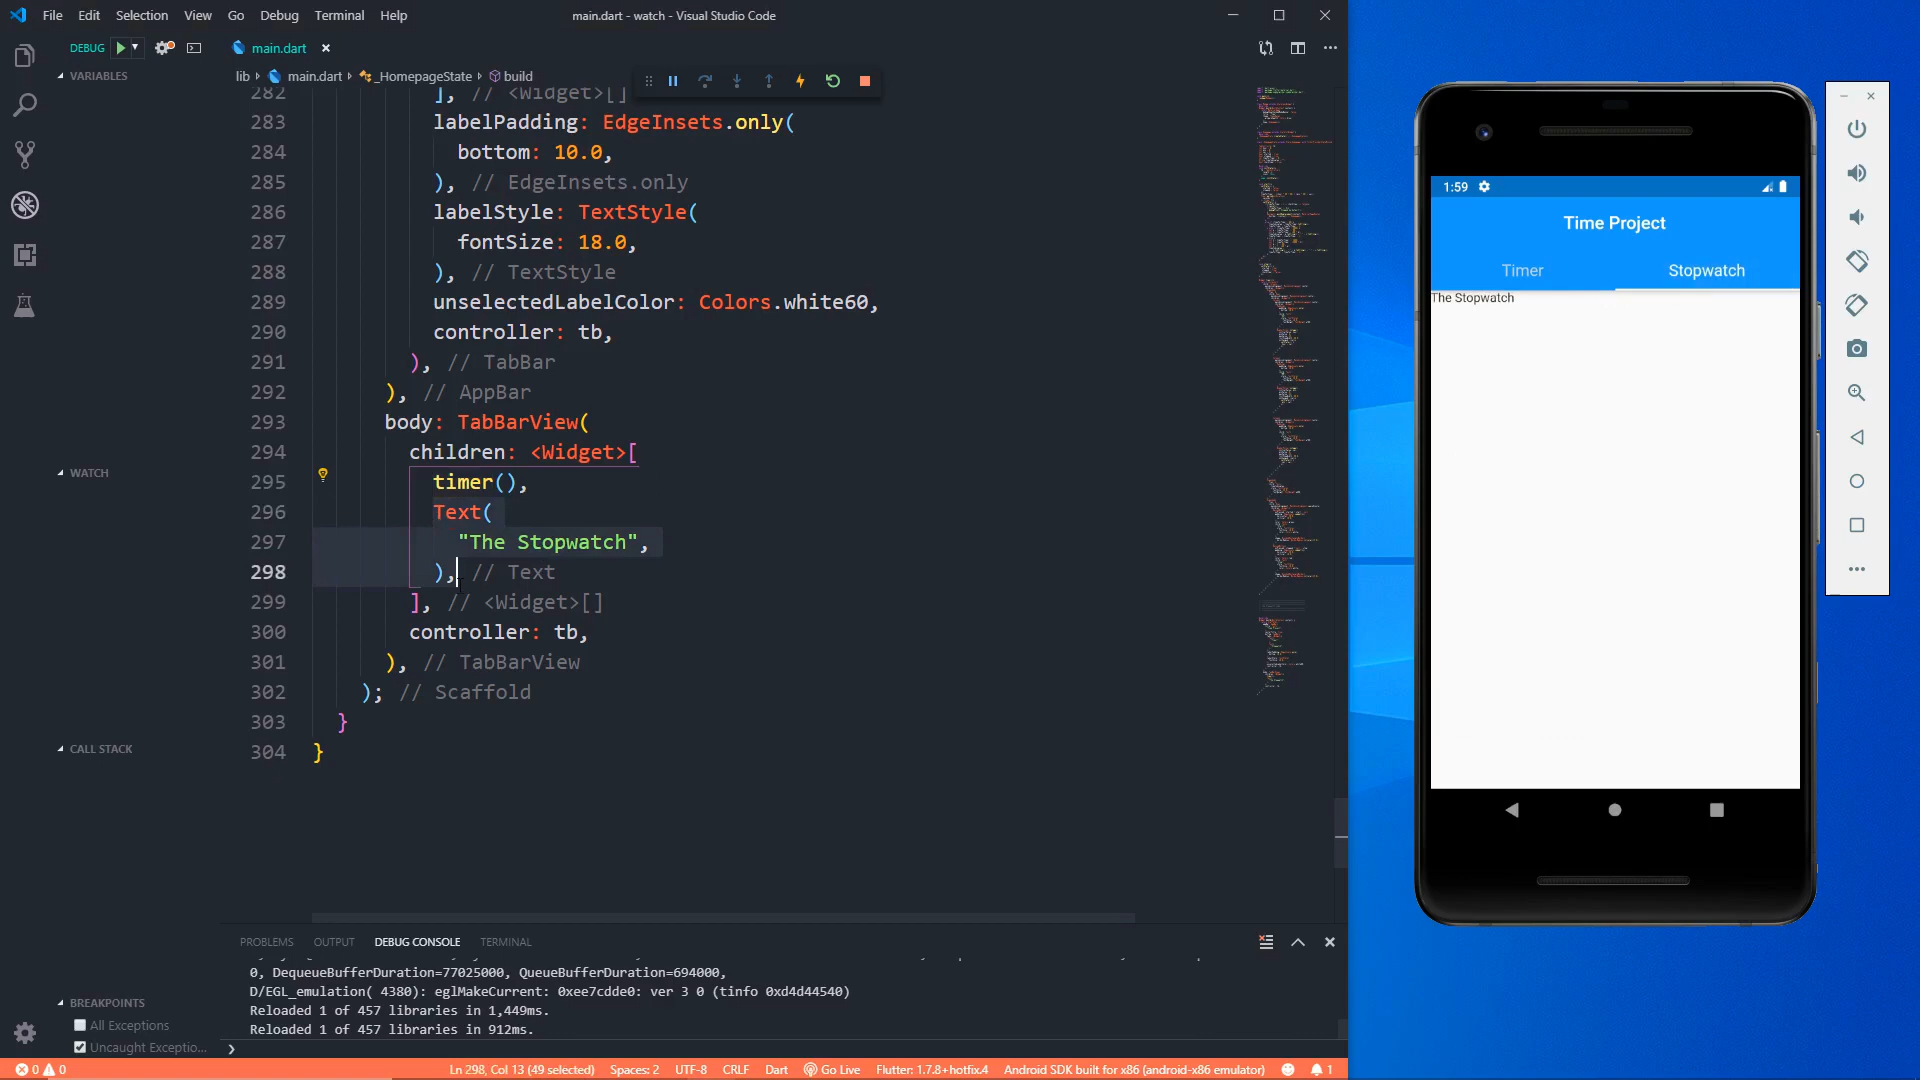 File Edit Selection View Go Debug Terminal Help
main.dart - watch - Visual Studio Code
DEBUG
main.dart
VARIABLES
lib main.dart _HomepageState build
282 ], // <Widget>[]
283 labelPadding: EdgeInsets.only(
284 bottom: 10.0,
285 ), // EdgeInsets.only
286 labelStyle: TextStyle(
287 fontSize: 18.0,
288 ), // TextStyle
289 unselectedLabelColor: Colors.white60,
290 controller: tb,
291 ), // TabBar
292 ), // AppBar
293 body: TabBarView(
294 children: <Widget>[
295 timer(),
296 Text(
297 "The Stopwatch",
298 ), // Text
299 ], // <Widget>[]
300 controller: tb,
301 ), // TabBarView
302 ); // Scaffold
303 }
304 }
WATCH
CALL STACK
BREAKPOINTS
All Exceptions
Uncaught Exceptio...
PROBLEMS OUTPUT DEBUG CONSOLE TERMINAL
0, DequeueBufferDuration=77025000, QueueBufferDuration=694000,
D/EGL_emulation( 4380): eglMakeCurrent: 0xee7cdde0: ver 3 0 (tinfo 0xd4d44540)
Reloaded 1 of 457 libraries in 1,449ms.
Reloaded 1 of 457 libraries in 912ms.
0 0 Ln 298, Col 13 (49 selected) Spaces: 2 UTF-8 CRLF Dart Go Live Flutter: 1.7.8+hotfix.4 Android SDK built for x86 (android-x86 emulator) 1
1:59
Time Project
Timer Stopwatch
The Stopwatch